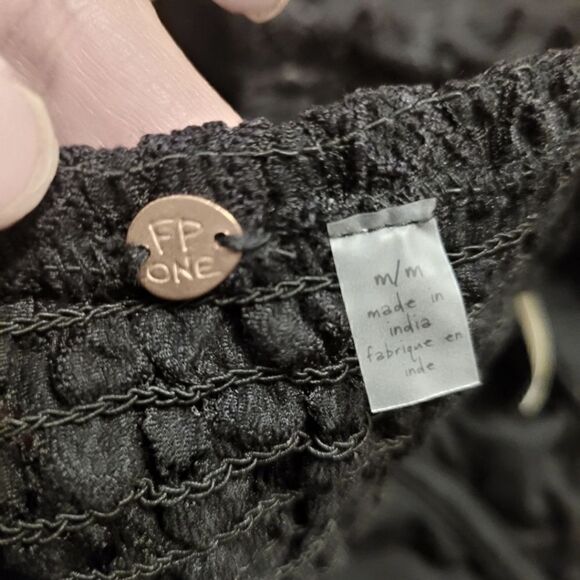 FP
ONE
m/m
made in
india
fabrique en
inde